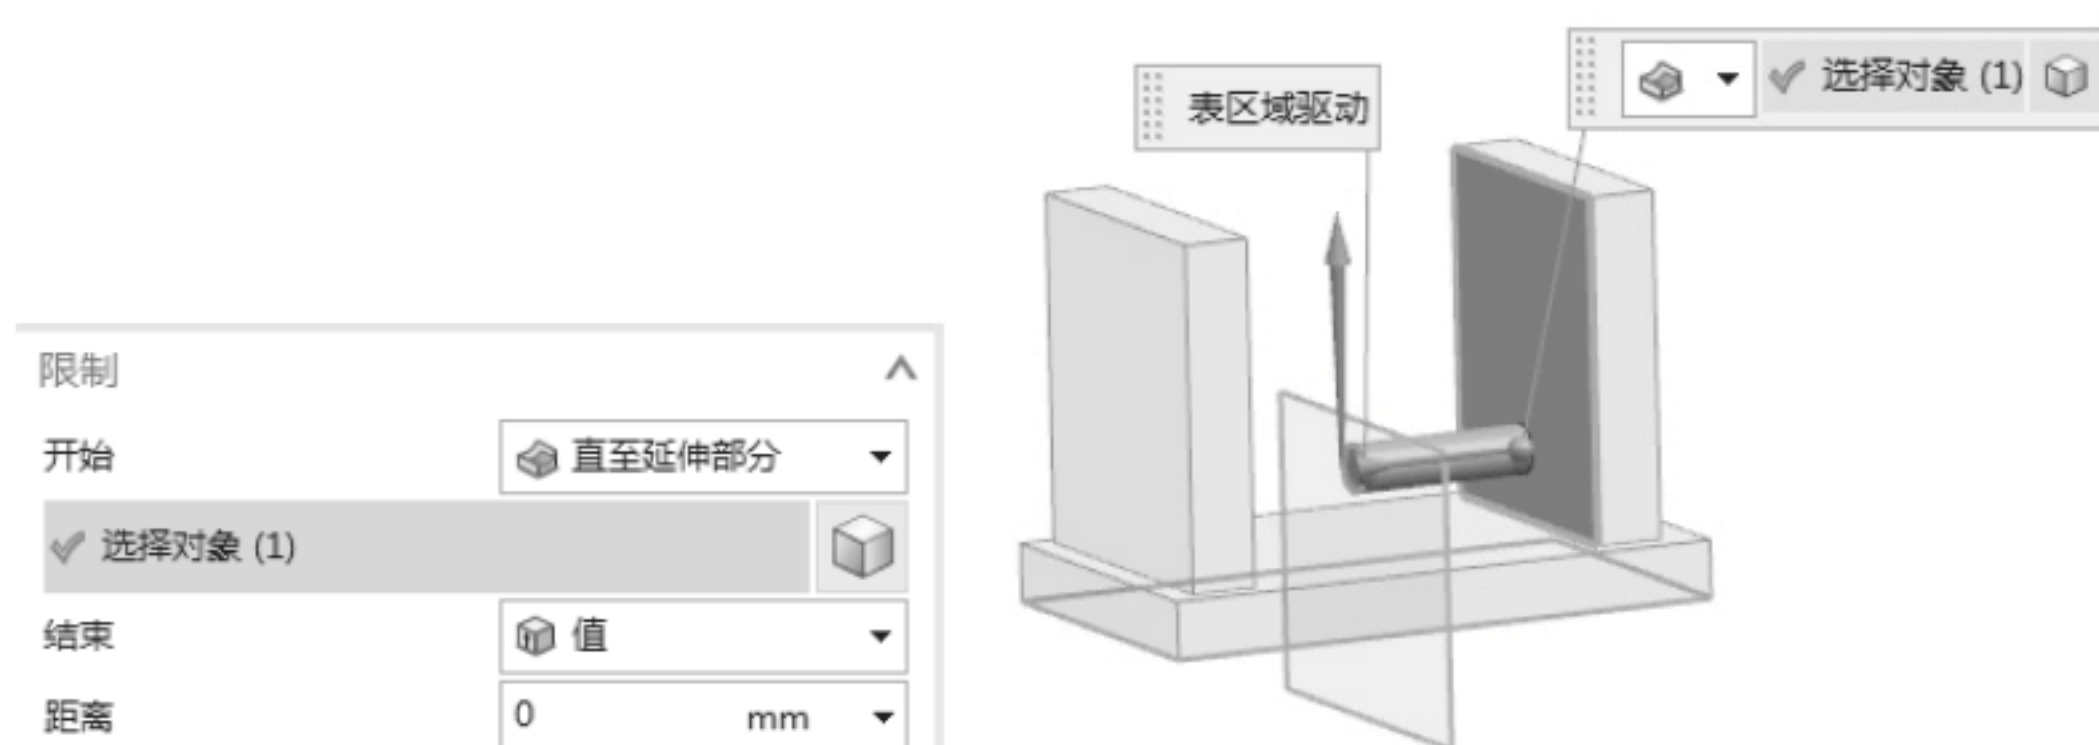 表区域驱动
选择对象 (1)
限制
开始
直至延伸部分
选择对象 (1)
结束
值
距离
0 mm